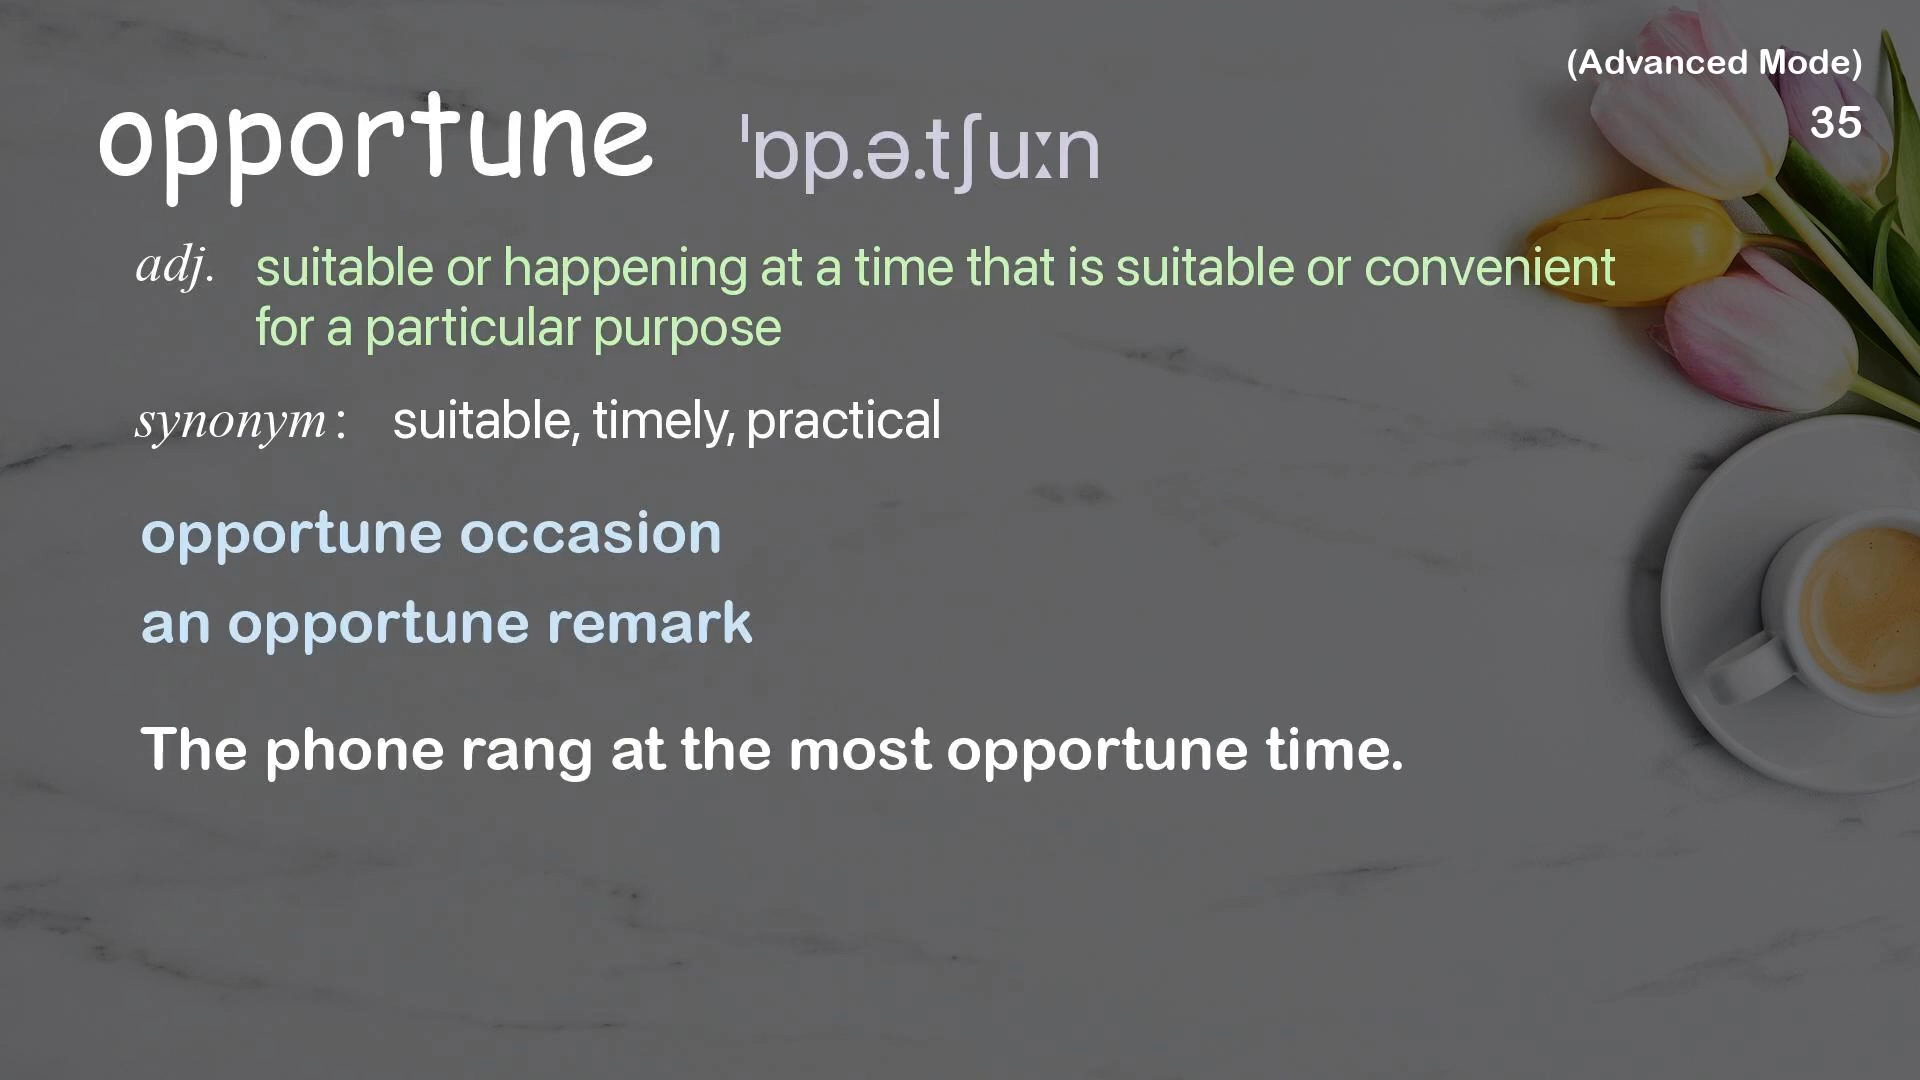 (Advanced Mode)
35
opportune ˈɒp.ə.tʃuːn
adj. suitable or happening at a time that is suitable or convenient
for a particular purpose
synonym: suitable, timely, practical
opportune occasion
an opportune remark
The phone rang at the most opportune time.